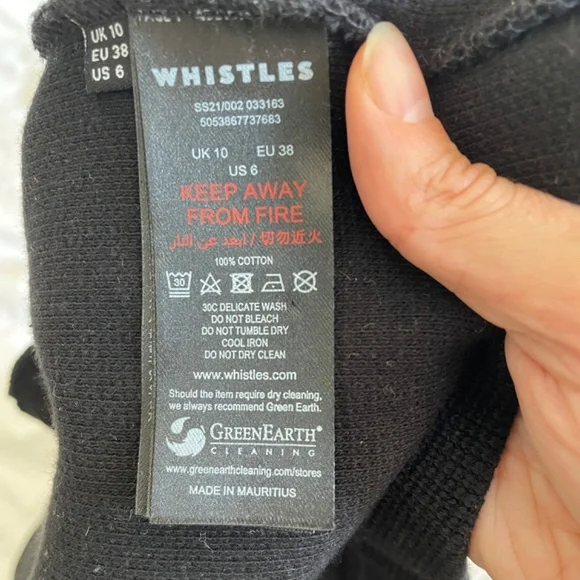 UK 10
EU 38
US 6
WHISTLES
SS21/002 033163
5053867737683
UK 10 EU 38
US 6
KEEP AWAY
FROM FIRE
ابعد عن النار / 切勿近火
100% COTTON
30
30C DELICATE WASH
DO NOT BLEACH
DO NOT TUMBLE DRY
COOL IRON
DO NOT DRY CLEAN
www.whistles.com
Should the item require dry cleaning,
we always recommend Green Earth.
GREENEARTH®
CLEANING
www.greenearthcleaning.com/stores
MADE IN MAURITIUS